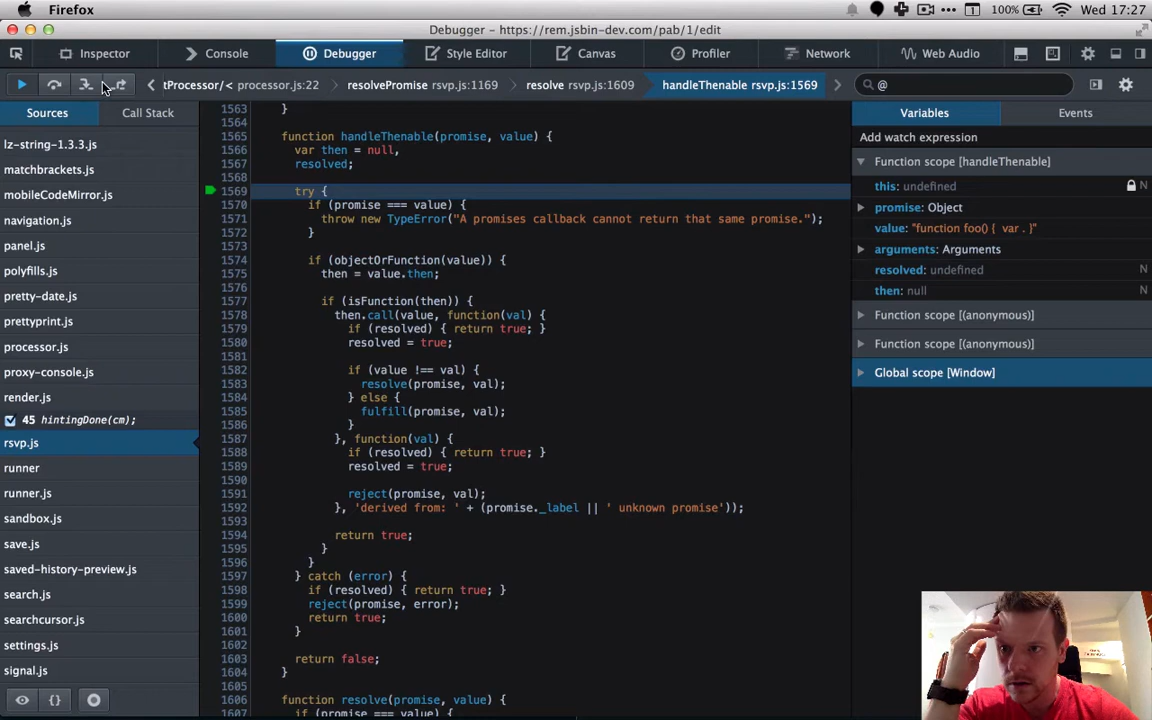 Firefox
100%
Wed 17:27
Debugger - https://rem.jsbin-dev.com/pab/1/edit
Inspector
Console
Debugger
Style Editor
Canvas
Profiler
Network
Web Audio
tProcessor/< processor.js:22
resolvePromise rsvp.js:1169
resolve rsvp.js:1609
handleThenable rsvp.js:1569
@
Sources
Call Stack
lz-string-1.3.3.js
matchbrackets.js
mobileCodeMirror.js
navigation.js
panel.js
polyfills.js
pretty-date.js
prettyprint.js
processor.js
proxy-console.js
render.js
45 hintingDone(cm);
rsvp.js
runner
runner.js
sandbox.js
save.js
saved-history-preview.js
search.js
searchcursor.js
settings.js
signal.js
{}
1563 }
1564
1565 function handleThenable(promise, value) {
1566 var then = null,
1567 resolved;
1568
1569 try {
1570 if (promise === value) {
1571 throw new TypeError("A promises callback cannot return that same promise.");
1572 }
1573
1574 if (objectOrFunction(value)) {
1575 then = value.then;
1576
1577 if (isFunction(then)) {
1578 then.call(value, function(val) {
1579 if (resolved) { return true; }
1580 resolved = true;
1581
1582 if (value !== val) {
1583 resolve(promise, val);
1584 } else {
1585 fulfill(promise, val);
1586 }
1587 }, function(val) {
1588 if (resolved) { return true; }
1589 resolved = true;
1590
1591 reject(promise, val);
1592 }, 'derived from: ' + (promise._label || ' unknown promise'));
1593
1594 return true;
1595 }
1596 }
1597 } catch (error) {
1598 if (resolved) { return true; }
1599 reject(promise, error);
1600 return true;
1601 }
1602
1603 return false;
1604 }
1605
1606 function resolve(promise, value) {
1607 if (promise === value) {
Variables
Events
Add watch expression
Function scope [handleThenable]
this: undefined
promise: Object
value: "function foo() { var . }"
arguments: Arguments
resolved: undefined N
then: null N
Function scope [(anonymous)]
Function scope [(anonymous)]
Global scope [Window]